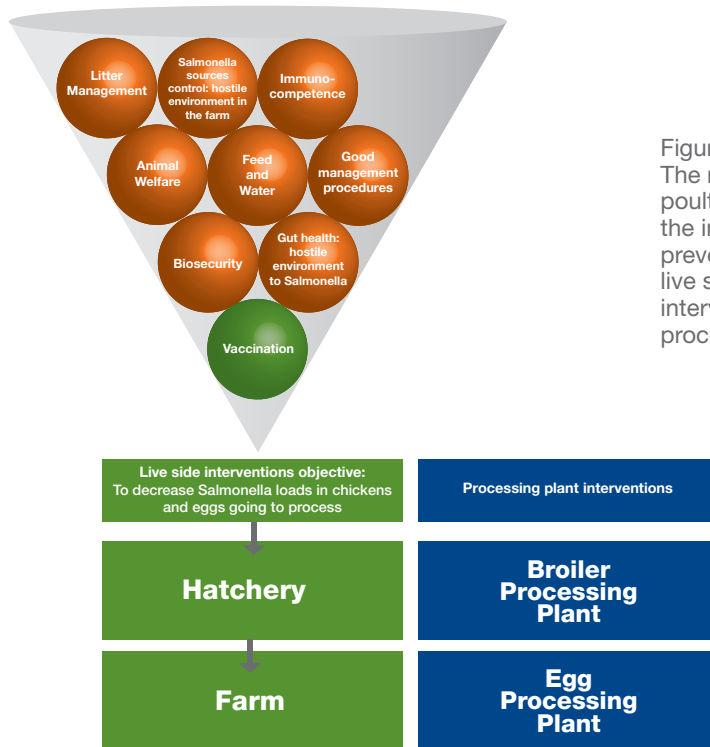 Litter
Management
Salmonella
sources
control: hostile
environment in
the farm
Immuno-
competence
Animal
Welfare
Feed
and
Water
Good
management
procedures
Biosecurity
Gut health:
hostile
environment
to Salmonella
Vaccination
Figur
The
poult
the
preve
live s
interv
proce
Live side interventions objective:
To decrease Salmonella loads in chickens
and eggs going to process
Processing plant interventions
Hatchery
Broiler
Processing
Plant
Farm
Egg
Processing
Plant